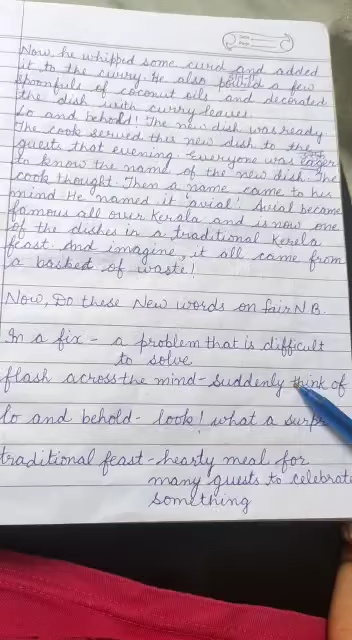 Now he whipped some curd and added
it to the curry. He also poured a few
spoonfuls of coconut oils and decorated
the dish with curry leaves.
Lo and behold! The new dish was ready
The cook served this new dish to the
guests that evening. Everyone was eager
to know the name of the new dish. The
cook thought. Then a name came to his
mind He named it 'avial'. Avial became
famous all over Kerala and is now one
of the dishes in a traditional Kerela
feast. And imagine, it all came from
a basked of waste!
Now, Do these New words on fair N.B.
In a fix - a problem that is difficult
to solve
flash across the mind - suddenly think of
lo and behold - look! what a
traditional feast - hearty meal for
many guests to celebrate
something